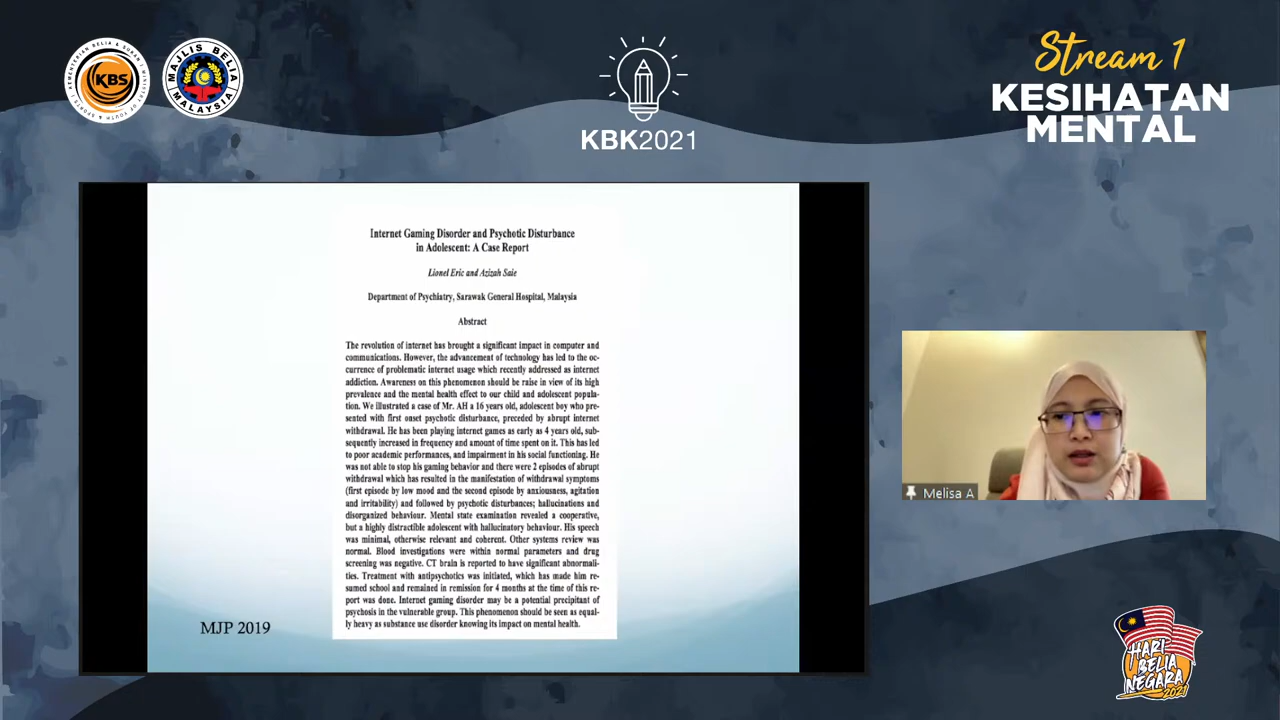 KEMENTERIAN BELIA & SUKAN | MINISTRY OF YOUTH & SPORTS |
KBS
MAJLIS BELIA
MALAYSIA
KBK2021
Stream 1
KESIHATAN
MENTAL
Internet Gaming Disorder and Psychotic Disturbance
in Adolescent: A Case Report
Lionel Eric and Azizah Saie
Department of Psychiatry, Sarawak General Hospital, Malaysia
Abstract
The revolution of internet has brought a significant impact in computer and
communications. However, the advancement of technology has led to the oc-
currence of problematic internet usage which recently addressed as internet
addiction. Awareness on this phenomenon should be raise in view of its high
prevalence and the mental health effect to our child and adolescent popula-
tion. We illustrated a case of Mr. AH a 16 years old, adolescent boy who pre-
sented with first onset psychotic disturbance, preceded by abrupt internet
withdrawal. He has been playing internet games as early as 4 years old, sub-
sequently increased in frequency and amount of time spent on it. This has led
to poor academic performances, and impairment in his social functioning. He
was not able to stop his gaming behavior and there were 2 episodes of abrupt
withdrawal which has resulted in the manifestation of withdrawal symptoms
(first episode by low mood and the second episode by anxiousness, agitation
and irritability) and followed by psychotic disturbances; hallucinations and
disorganized behaviour. Mental state examination revealed a cooperative,
but a highly distractible adolescent with hallucinatory behaviour. His speech
was minimal, otherwise relevant and coherent. Other systems review was
normal. Blood investigations were within normal parameters and drug
screening was negative. CT brain is reported to have significant abnormali-
ties. Treatment with antipsychotics was initiated, which has made him re-
sumed school and remained in remission for 4 months at the time of this re-
port was done. Internet gaming disorder may be a potential precipitant of
psychosis in the vulnerable group. This phenomenon should be seen as equal-
ly heavy as substance use disorder knowing its impact on mental health.
MJP 2019
Melisa A
HARI
BELIA
NEGARA
2021